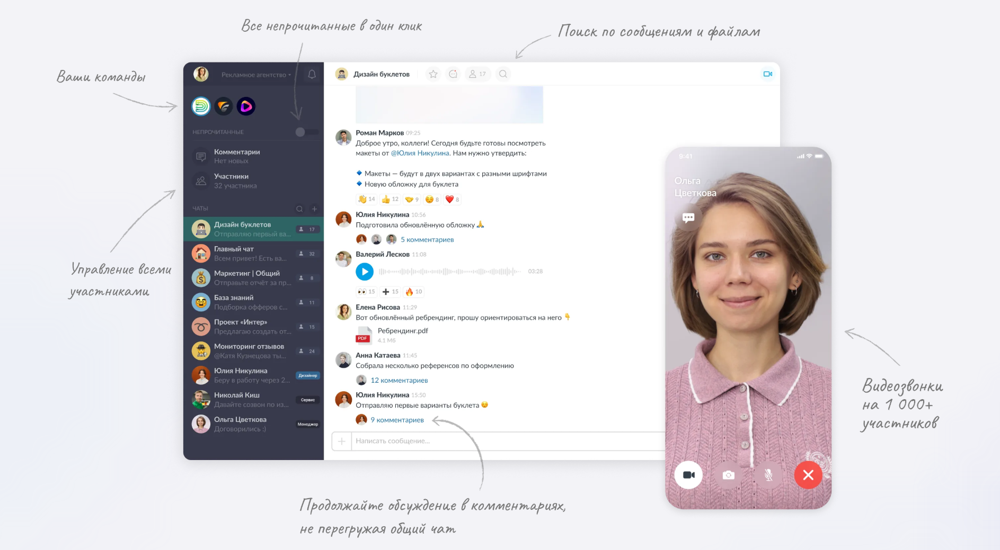 Все непрочитанные в один клик
Поиск по сообщениям и файлам
Ваши команды
Управление всеми
участниками
Рекламное агентство
НЕПРОЧИТАННЫЕ
Комментарии
Нет новых
Участники
32 участника
ЧАТЫ
Дизайн буклетов
Отправляю первый ва... 17
Главный чат
Всем привет! Есть ва... 32
Маркетинг | Общий
Отправьте отчёт за пр... 8
База знаний
Подборка офферов с... 11
Проект «Интер»
Предлагаю создать от... 15
Мониторинг отзывов
@Катя Кузнецова ты... 24
Юлия Никулина
Беру в работу через 2... Дизайнер
Николай Киш
Давайте созвон по из... Сервис
Ольга Цветкова
Договорились :) Менеджер
Дизайн буклетов 17
Роман Марков 09:25
Доброе утро, коллеги! Сегодня будьте готовы посмотреть
макеты от @Юлия Никулина. Нам нужно утвердить:
🔹 Макеты — будут в двух вариантах с разными шрифтами
🔹 Новую обложку для буклета
👋 14 👍 12 🤝 9 ☺️ 8 ❤️ 8
Юлия Никулина 10:56
Подготовила обновлённую обложку 🙏
5 комментариев
Валерий Лесков 11:08
03:28
👀 15 ➕ 15 🔥 10
Елена Рисова 11:29
Вот обновлённый ребрендинг, прошу ориентироваться на него 👇
PDF Ребрендинг.pdf
4.1 Мб
Анна Катаева 11:45
Собрала несколько референсов по оформлению
12 комментариев
Юлия Никулина 15:50
Отправляю первые варианты буклета ☺️
9 комментариев
Написать сообщение...
9:41
Ольга
Цветкова
Видеозвонки
на 1 000+
участников
Продолжайте обсуждение в комментариях,
не перегружая общий чат